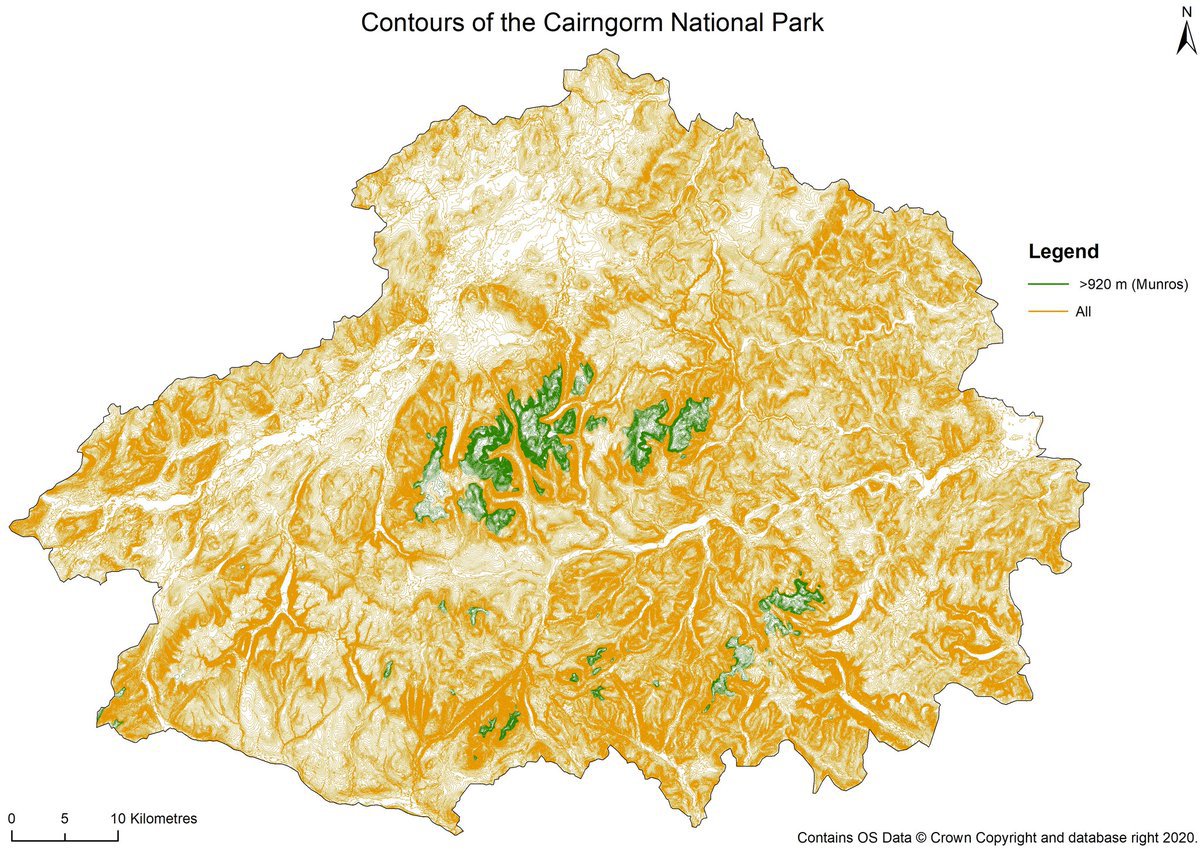 Contours of the Cairngorm National Park
N
Legend
>920 m (Munros)
All
0 5 10 Kilometres
Contains OS Data © Crown Copyright and database right 2020.